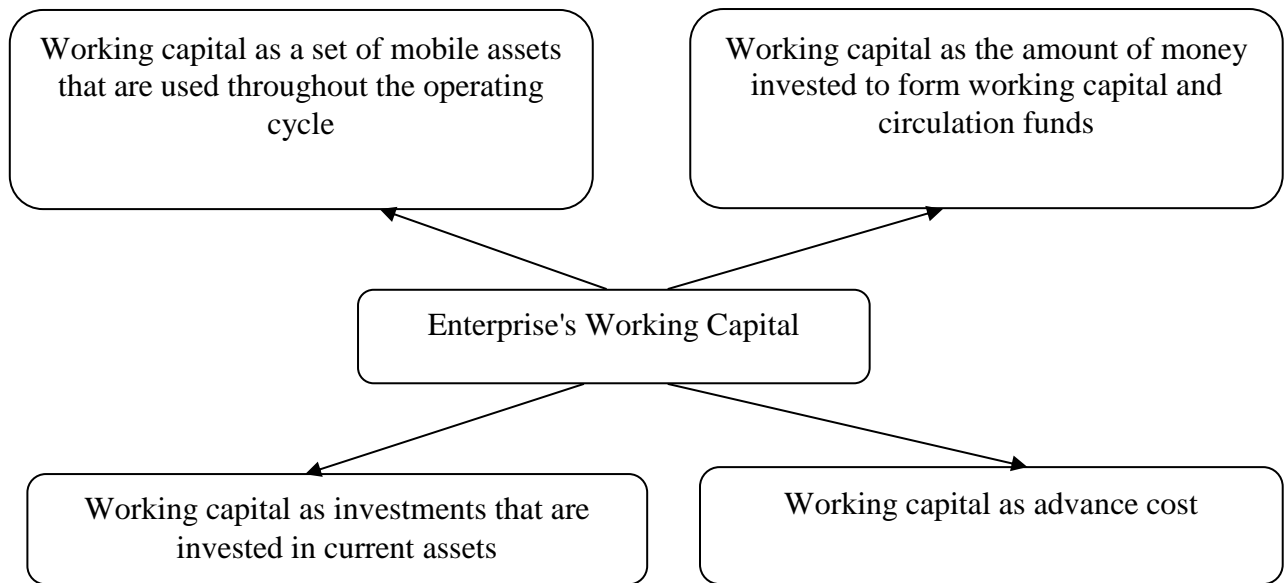 Working capital as a set of mobile assets
that are used throughout the operating
cycle
Working capital as the amount of money
invested to form working capital and
circulation funds
Enterprise's Working Capital
Working capital as investments that are
invested in current assets
Working capital as advance cost